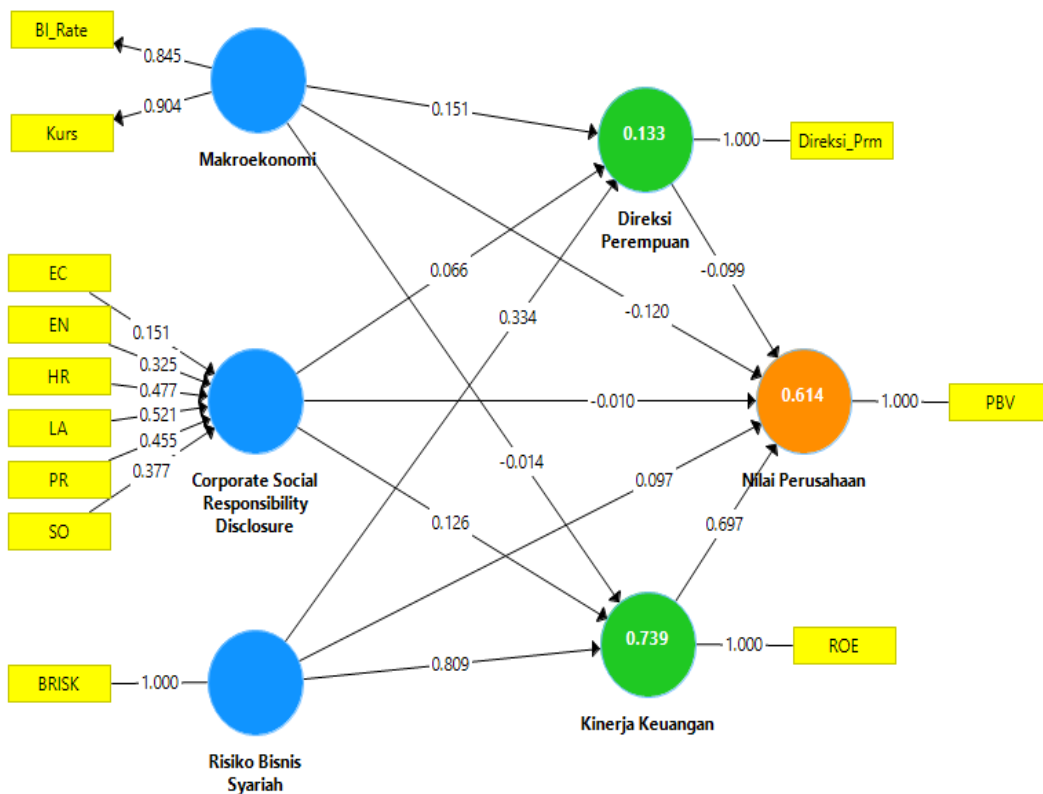 BI_Rate
0.845
0.904
Kurs
Makroekonomi
0.151
0.133
1.000
Direksi_Prm
Direksi
Perempuan
EC
EN
HR
LA
PR
SO
0.151
0.325
0.477
0.521
0.455
0.377
Corporate Social
Responsibility
Disclosure
0.066
0.334
-0.120
-0.099
-0.010
0.614
1.000
PBV
Nilai Perusahaan
-0.014
0.097
0.126
0.697
BRISK
1.000
0.809
0.739
1.000
ROE
Kinerja Keuangan
Risiko Bisnis
Syariah